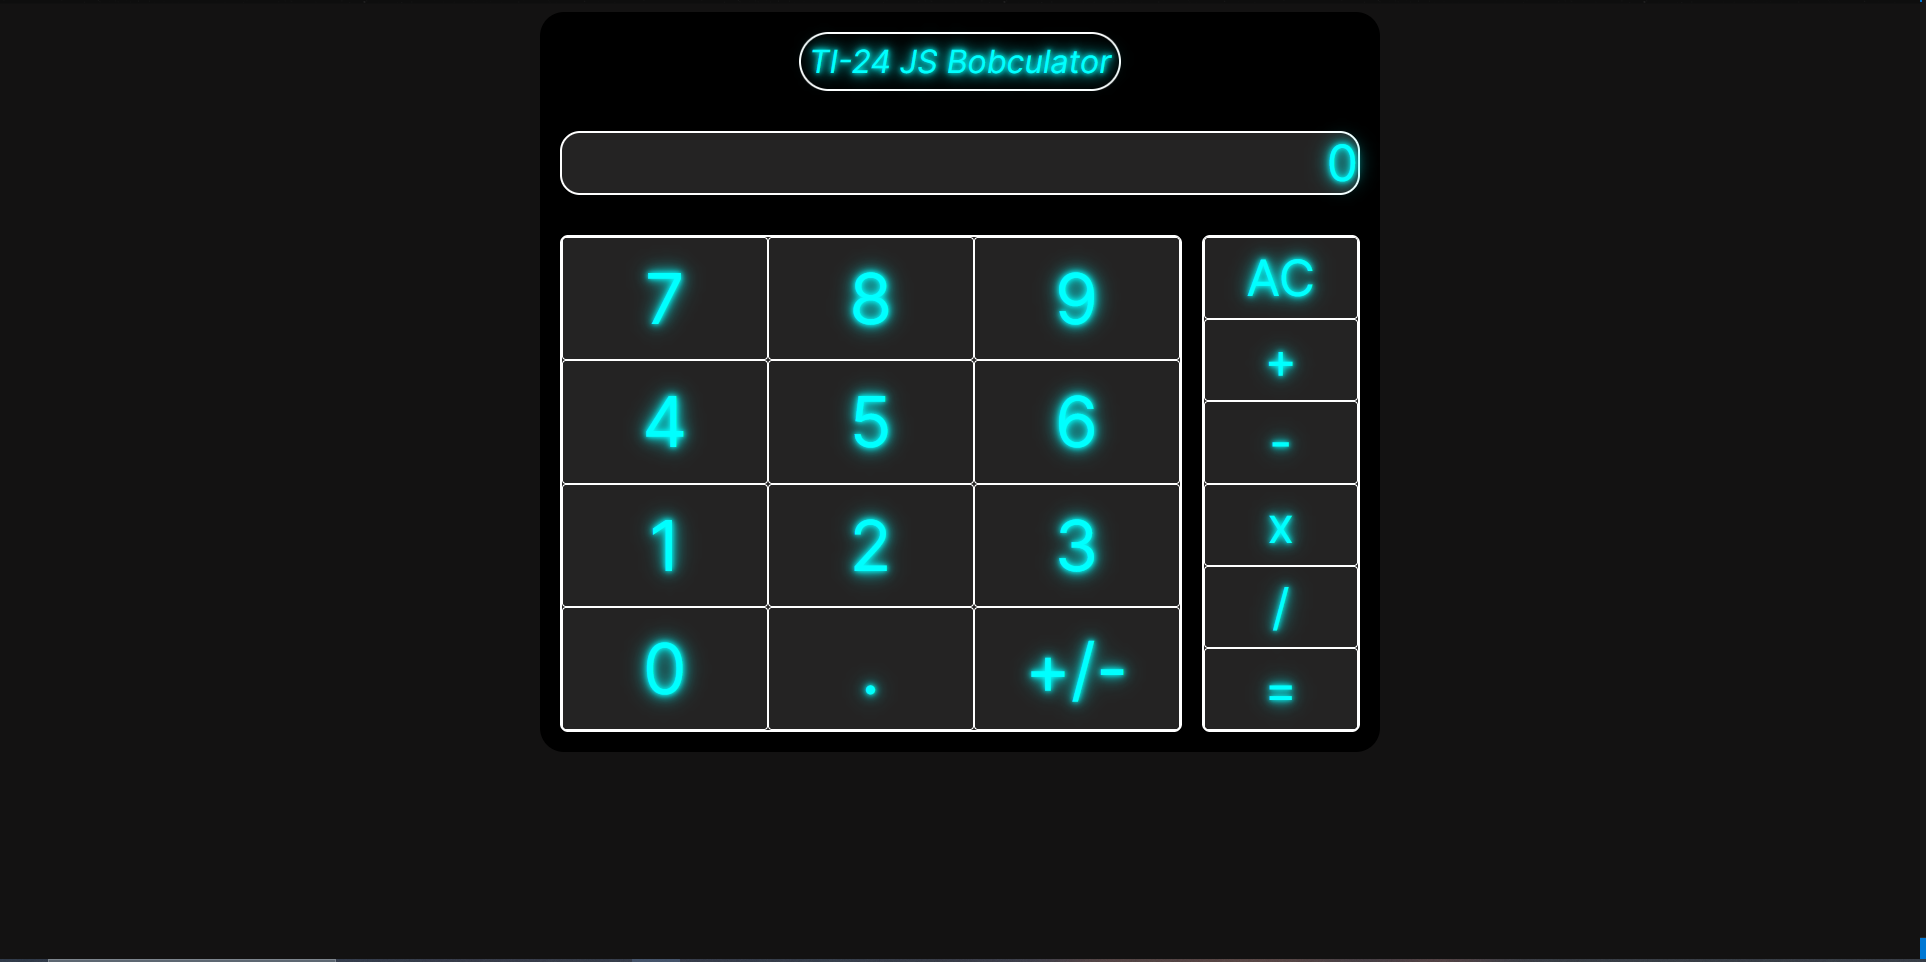 TI-24 JS Bobculator
0
7 8 9
4 5 6
1 2 3
0 . +/-
AC
+
-
x
/
=